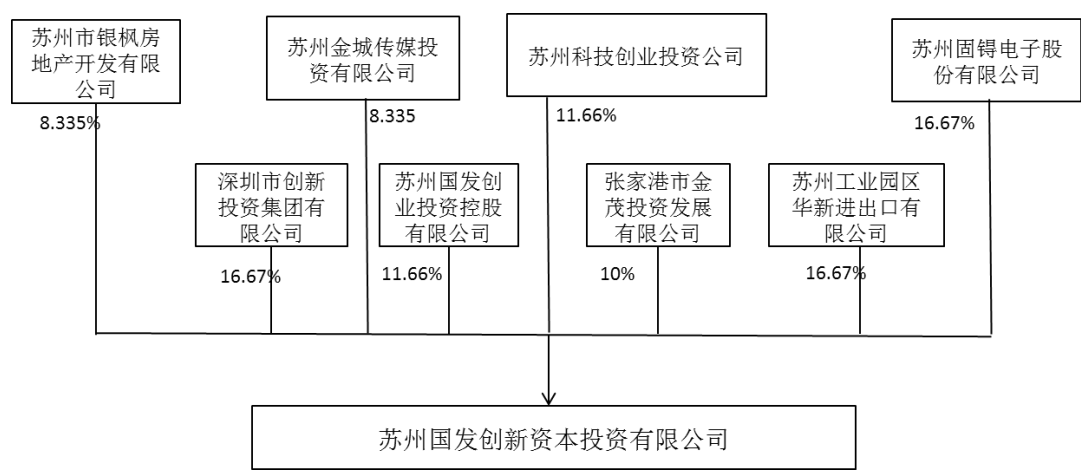 苏州市银枫房
地产开发有限
公司
8.335%
苏州金城传媒投
资有限公司
8.335
苏州科技创业投资公司
11.66%
苏州固锝电子股
份有限公司
16.67%
深圳市创新
投资集团有
限公司
16.67%
苏州国发创
业投资控股
有限公司
11.66%
张家港市金
茂投资发展
有限公司
10%
苏州工业园区
华新进出口有
限公司
16.67%
苏州国发创新资本投资有限公司